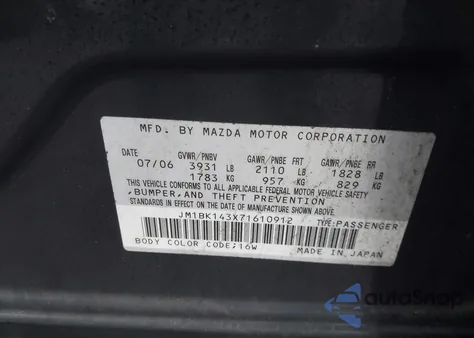 MFD. BY MAZDA MOTOR CORPORATION
DATE GVWR/PNBV GAWR/PNBE FRT GAWR/PNBE RR
07/06 3931 LB 2110 LB 1828 LB
1783 KG 957 KG 829 KG
THIS VEHICLE CONFORMS TO ALL APPLICABLE FEDERAL MOTOR VEHICLE SAFETY
,BUMPER,AND THEFT PREVENTION
STANDARDS IN EFFECT ON THE DATE OF MANUFACTURE SHOWN ABOVE.
JM1BK143X71610912 TYPE:PASSENGER
BODY COLOR CODE:16W MADE IN JAPAN
AutoSnap